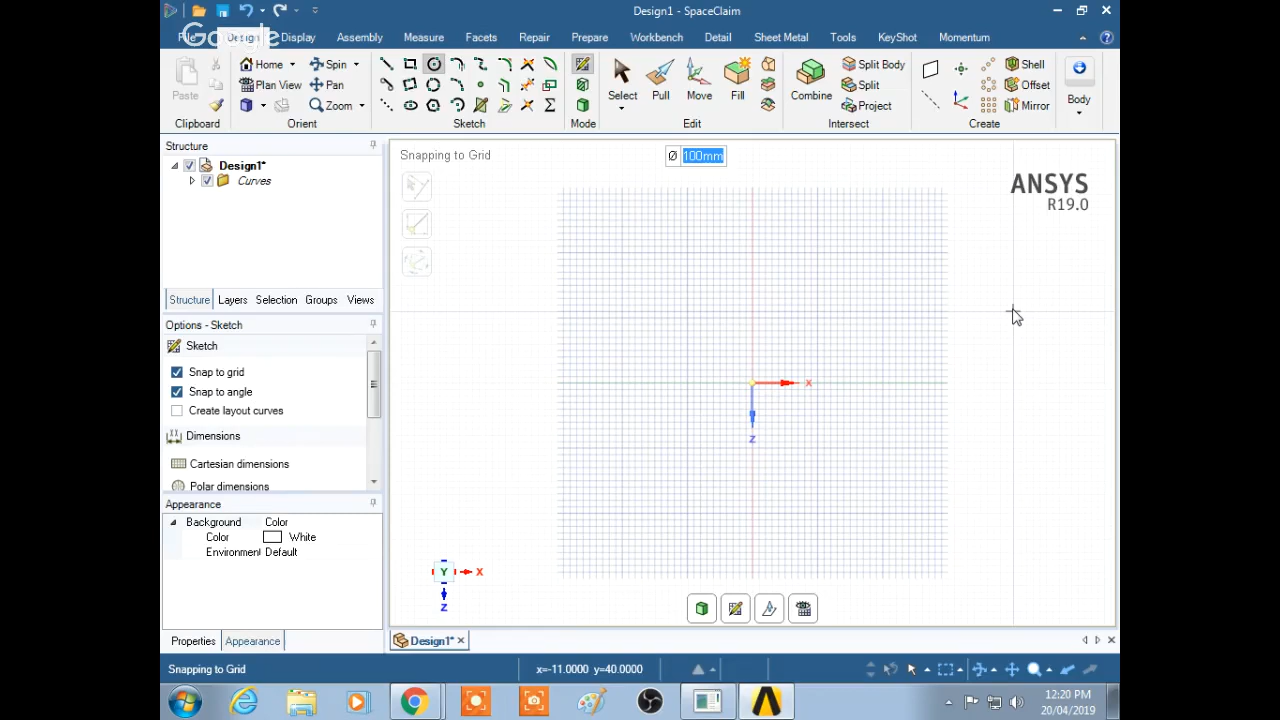 Design1 - SpaceClaim
Google
File Design Display Assembly Measure Facets Repair Prepare Workbench Detail Sheet Metal Tools KeyShot Momentum
Home Spin
Plan View Pan
Zoom
Paste
Select Pull Move Fill
Combine
Split Body
Split
Project
Shell
Offset
Mirror
Body
Clipboard Orient Sketch Mode Edit Intersect Create
Structure
Design1*
Curves
Structure Layers Selection Groups Views
Options - Sketch
Sketch
Snap to grid
Snap to angle
Create layout curves
Dimensions
Cartesian dimensions
Polar dimensions
Appearance
Background Color
Color White
Environment Default
Properties Appearance
Snapping to Grid
Ø 100mm
ANSYS
R19.0
X
Z
Y X
Z
Design1*
Snapping to Grid
x=-11.0000 y=40.0000
12:20 PM
20/04/2019